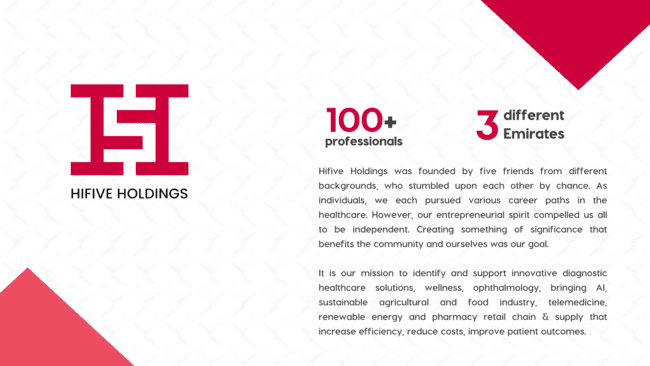 HIFIVE HOLDINGS
100+
professionals
3 different
Emirates
Hifive Holdings was founded by five friends from different
backgrounds, who stumbled upon each other by chance. As
individuals, we each pursued various career paths in the
healthcare. However, our entrepreneurial spirit compelled us all
to be independent. Creating something of significance that
benefits the community and ourselves was our goal.
It is our mission to identify and support innovative diagnostic
healthcare solutions, wellness, ophthalmology, bringing AI,
sustainable agricultural and food industry, telemedicine,
renewable energy and pharmacy retail chain & supply that
increase efficiency, reduce costs, improve patient outcomes.